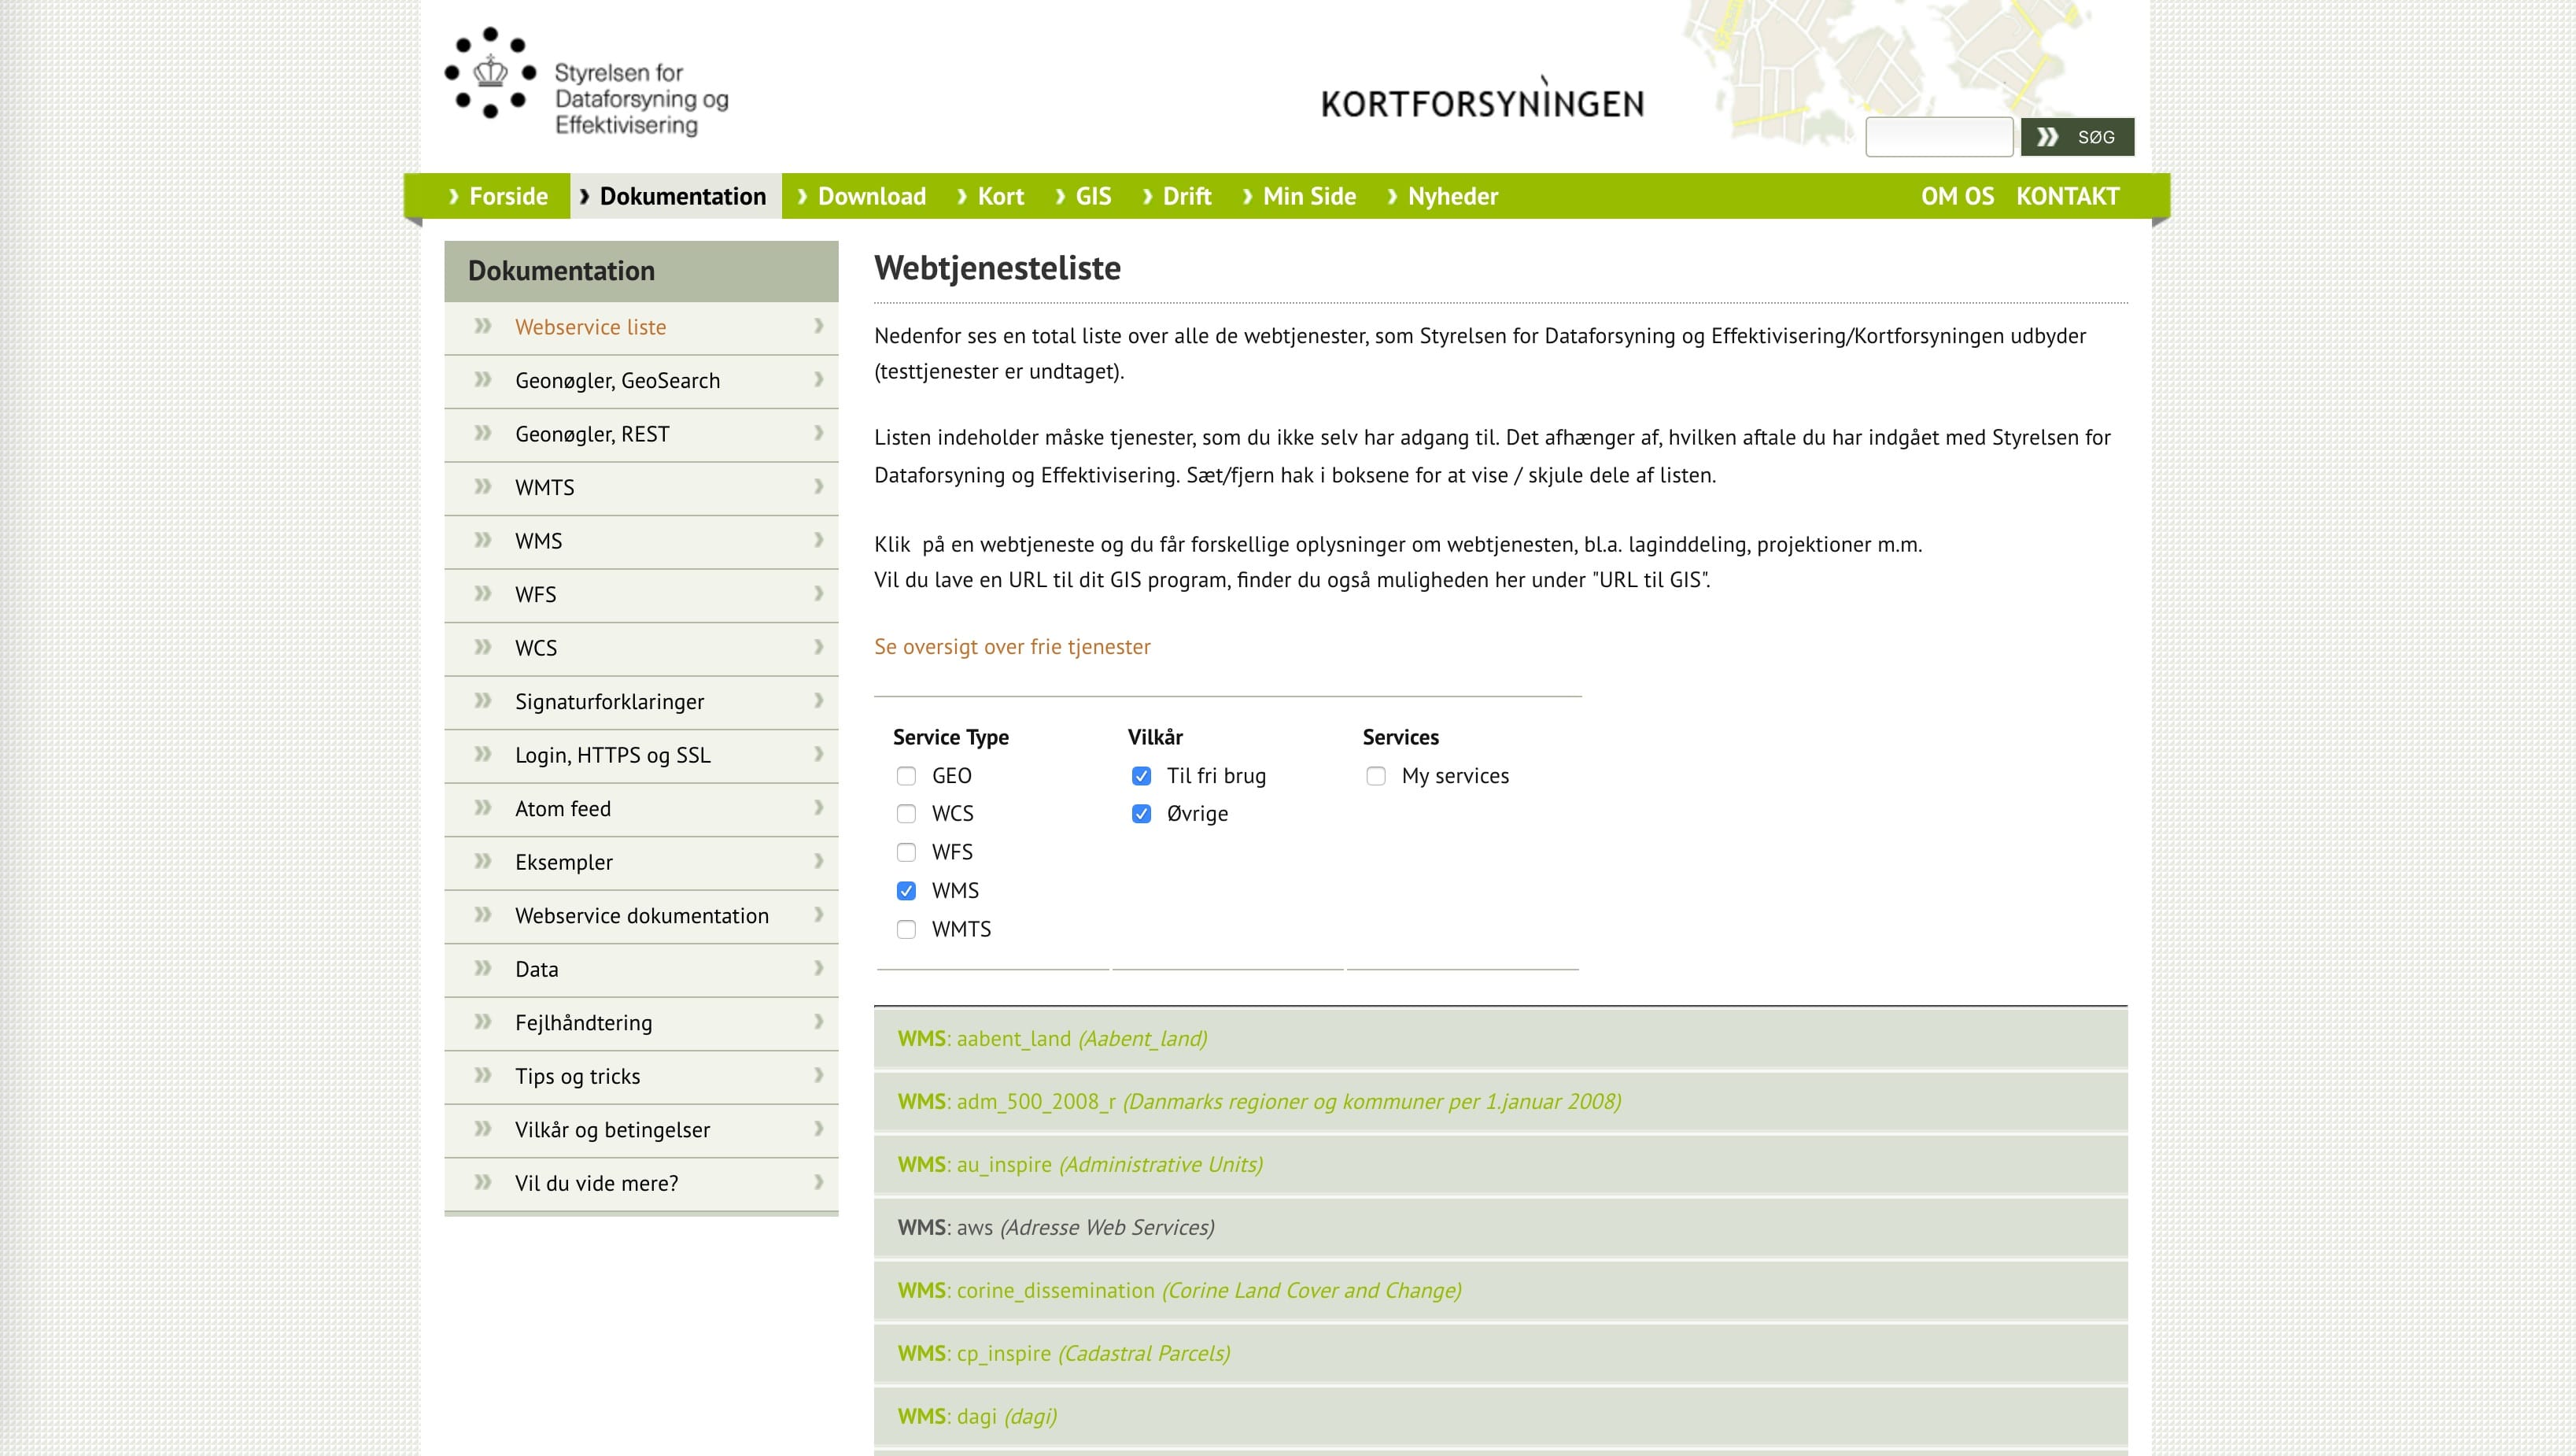 Styrelsen for
Dataforsyning og
Effektivisering
KORTFORSYNÌNGEN
SØG
Forside
Dokumentation
Download
Kort
GIS
Drift
Min Side
Nyheder
OM OS
KONTAKT
Dokumentation
Webservice liste
Geonøgler, GeoSearch
Geonøgler, REST
WMTS
WMS
WFS
WCS
Signaturforklaringer
Login, HTTPS og SSL
Atom feed
Eksempler
Webservice dokumentation
Data
Fejlhåndtering
Tips og tricks
Vilkår og betingelser
Vil du vide mere?
Webtjenesteliste
Nedenfor ses en total liste over alle de webtjenester, som Styrelsen for Dataforsyning og Effektivisering/Kortforsyningen udbyder
(testtjenester er undtaget).
Listen indeholder måske tjenester, som du ikke selv har adgang til. Det afhænger af, hvilken aftale du har indgået med Styrelsen for
Dataforsyning og Effektivisering. Sæt/fjern hak i boksene for at vise / skjule dele af listen.
Klik  på en webtjeneste og du får forskellige oplysninger om webtjenesten, bl.a. laginddeling, projektioner m.m.
Vil du lave en URL til dit GIS program, finder du også muligheden her under "URL til GIS".
Se oversigt over frie tjenester
Service Type
GEO
WCS
WFS
WMS
WMTS
Vilkår
Til fri brug
Øvrige
Services
My services
WMS: aabent_land (Aabent_land)
WMS: adm_500_2008_r (Danmarks regioner og kommuner per 1.januar 2008)
WMS: au_inspire (Administrative Units)
WMS: aws (Adresse Web Services)
WMS: corine_dissemination (Corine Land Cover and Change)
WMS: cp_inspire (Cadastral Parcels)
WMS: dagi (dagi)